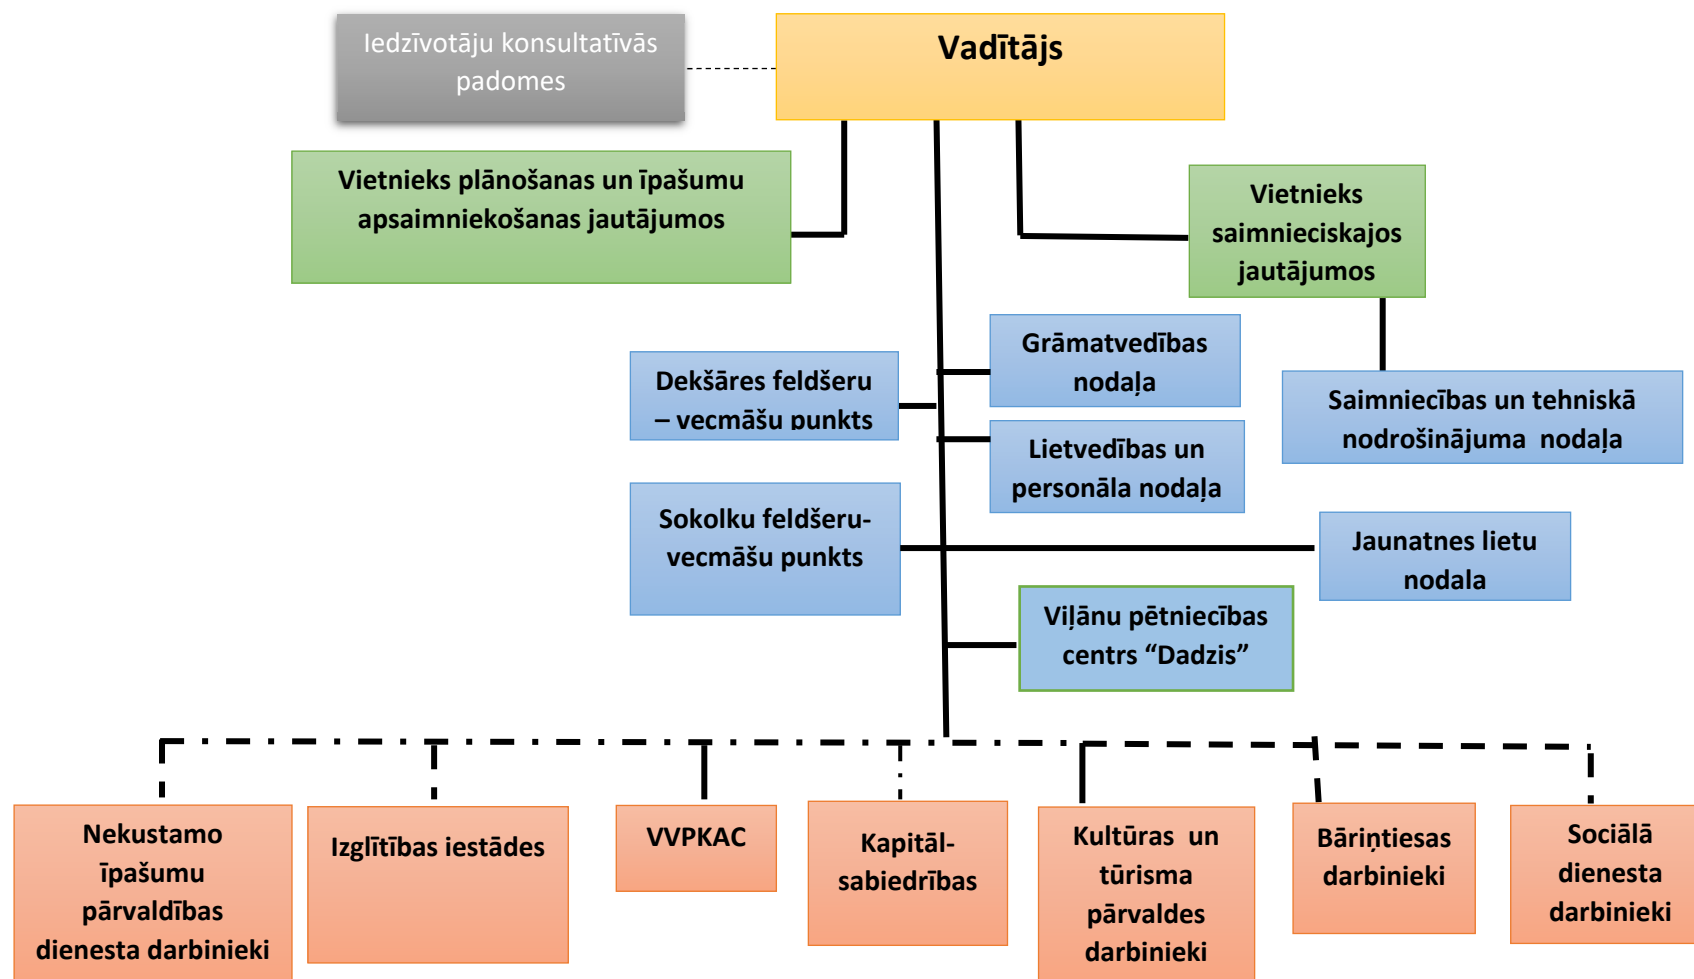 Iedzīvotāju konsultatīvās
padomes
Vadītājs
Vietnieks plānošanas un īpašumu
apsaimniekošanas jautājumos
Vietnieks
saimnieciskajos
jautājumos
Grāmatvedības
nodaļa
Dekšāres feldšeru
– vecmāšu punkts
Saimniecības un tehniskā
nodrošinājuma nodaļa
Lietvedības un
personāla nodaļa
Sokolku feldšeru-
vecmāšu punkts
Jaunatnes lietu
nodala
Viļānu pētniecības
centrs “Dadzis”
Nekustamo
īpašumu
pārvaldības
dienesta darbinieki
Izglītības iestādes
VVPKAC
Kapitāl-
sabiedrības
Kultūras un
tūrisma
pārvaldes
darbinieki
Bāriņtiesas
darbinieki
Sociālā
dienesta
darbinieki